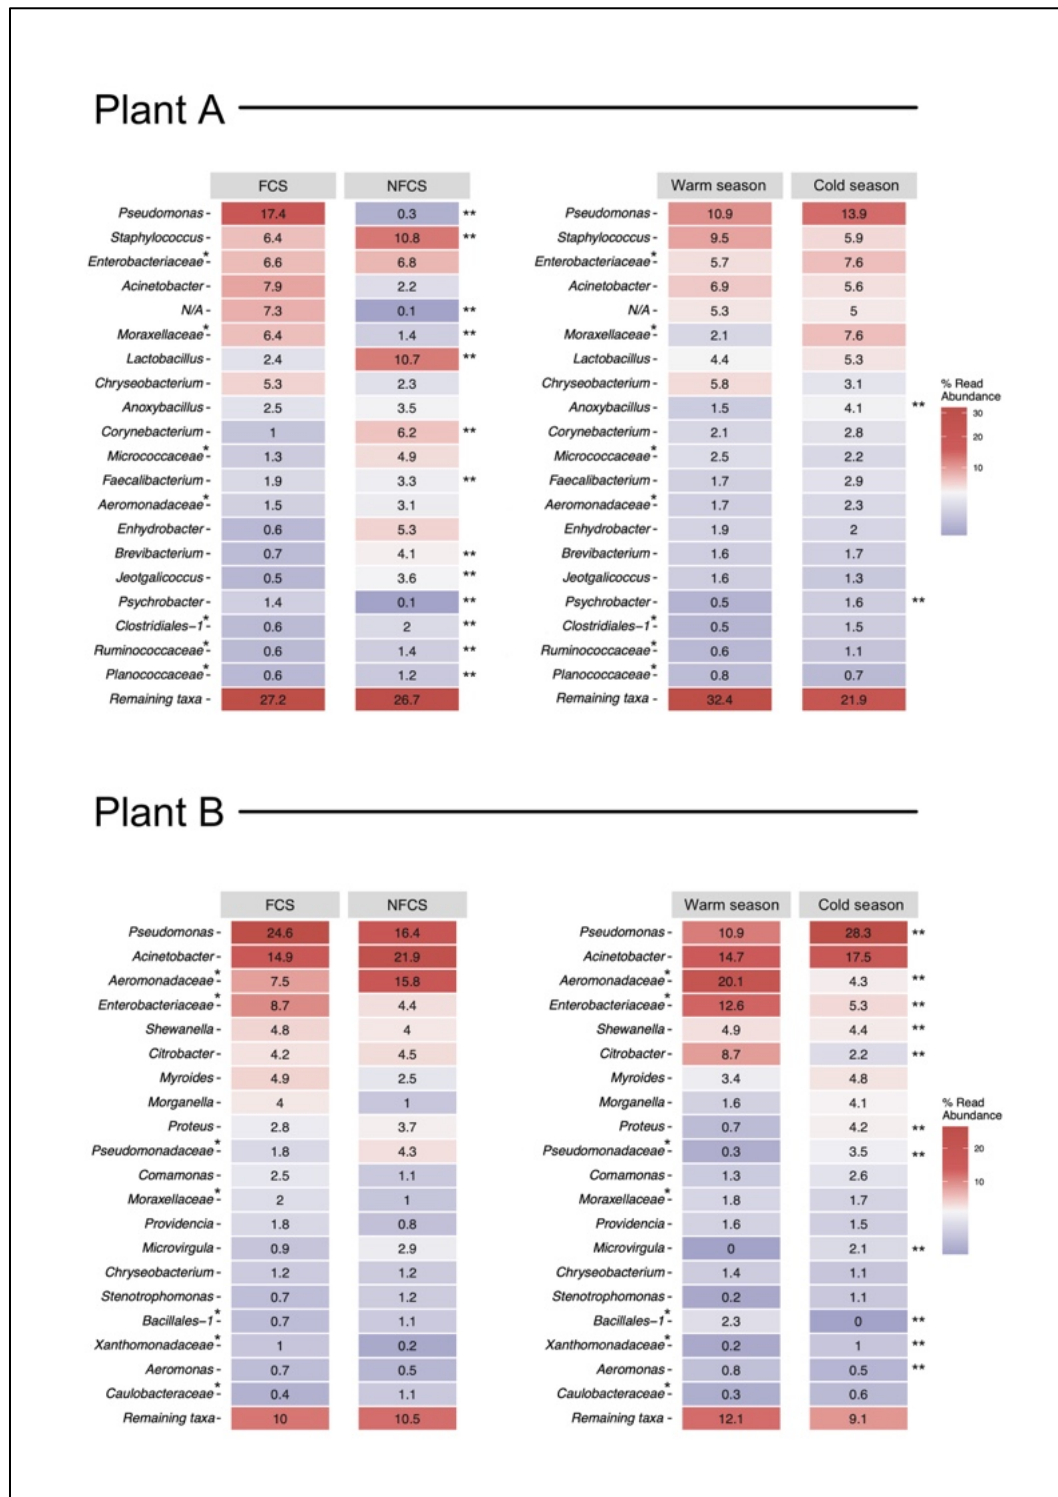 Plant A
FCS NFCS
Pseudomonas - 17.4 0.3 **
Staphylococcus - 6.4 10.8 **
Enterobacteriaceae*- 6.6 6.8
Acinetobacter - 7.9 2.2
N/A - 7.3 0.1 **
Moraxellaceae*- 6.4 1.4 **
Lactobacillus - 2.4 10.7 **
Chryseobacterium - 5.3 2.3
Anoxybacillus - 2.5 3.5
Corynebacterium - 1 6.2 **
Micrococcaceae*- 1.3 4.9
Faecalibacterium - 1.9 3.3 **
Aeromonadaceae*- 1.5 3.1
Enhydrobacter - 0.6 5.3
Brevibacterium - 0.7 4.1 **
Jeotgalicoccus - 0.5 3.6 **
Psychrobacter - 1.4 0.1 **
Clostridiales-1*- 0.6 2 **
Ruminococcaceae*- 0.6 1.4 **
Planococcaceae*- 0.6 1.2 **
Remaining taxa - 27.2 26.7
Warm season Cold season
Pseudomonas - 10.9 13.9
Staphylococcus - 9.5 5.9
Enterobacteriaceae*- 5.7 7.6
Acinetobacter - 6.9 5.6
N/A - 5.3 5
Moraxellaceae*- 2.1 7.6
Lactobacillus - 4.4 5.3
Chryseobacterium - 5.8 3.1
Anoxybacillus - 1.5 4.1 **
Corynebacterium - 2.1 2.8
Micrococcaceae*- 2.5 2.2
Faecalibacterium - 1.7 2.9
Aeromonadaceae*- 1.7 2.3
Enhydrobacter - 1.9 2
Brevibacterium - 1.6 1.7
Jeotgalicoccus - 1.6 1.3
Psychrobacter - 0.5 1.6 **
Clostridiales-1*- 0.5 1.5
Ruminococcaceae*- 0.6 1.1
Planococcaceae*- 0.8 0.7
Remaining taxa - 32.4 21.9
% Read
Abundance
30
20
10
Plant B
FCS NFCS
Pseudomonas - 24.6 16.4
Acinetobacter - 14.9 21.9
Aeromonadaceae*- 7.5 15.8
Enterobacteriaceae*- 8.7 4.4
Shewanella - 4.8 4
Citrobacter - 4.2 4.5
Myroides - 4.9 2.5
Morganella - 4 1
Proteus - 2.8 3.7
Pseudomonadaceae*- 1.8 4.3
Comamonas - 2.5 1.1
Moraxellaceae*- 2 1
Providencia - 1.8 0.8
Microvirgula - 0.9 2.9
Chryseobacterium - 1.2 1.2
Stenotrophomonas - 0.7 1.2
Bacillales-1*- 0.7 1.1
Xanthomonadaceae*- 1 0.2
Aeromonas - 0.7 0.5
Caulobacteraceae*- 0.4 1.1
Remaining taxa- 10 10.5
Warm season Cold season
Pseudomonas - 10.9 28.3 **
Acinetobacter - 14.7 17.5
Aeromonadaceae*- 20.1 4.3 **
Enterobacteriaceae*- 12.6 5.3 **
Shewanella - 4.9 4.4 **
Citrobacter - 8.7 2.2 **
Myroides - 3.4 4.8
Morganella - 1.6 4.1
Proteus - 0.7 4.2 **
Pseudomonadaceae*- 0.3 3.5 **
Comamonas - 1.3 2.6
Moraxellaceae*- 1.8 1.7
Providencia - 1.6 1.5
Microvirgula - 0 2.1 **
Chryseobacterium - 1.4 1.1
Stenotrophomonas - 0.2 1.1
Bacillales-1*- 2.3 0 **
Xanthomonadaceae*- 0.2 1 **
Aeromonas - 0.8 0.5 **
Caulobacteraceae*- 0.3 0.6
Remaining taxa - 12.1 9.1
% Read
Abundance
20
10